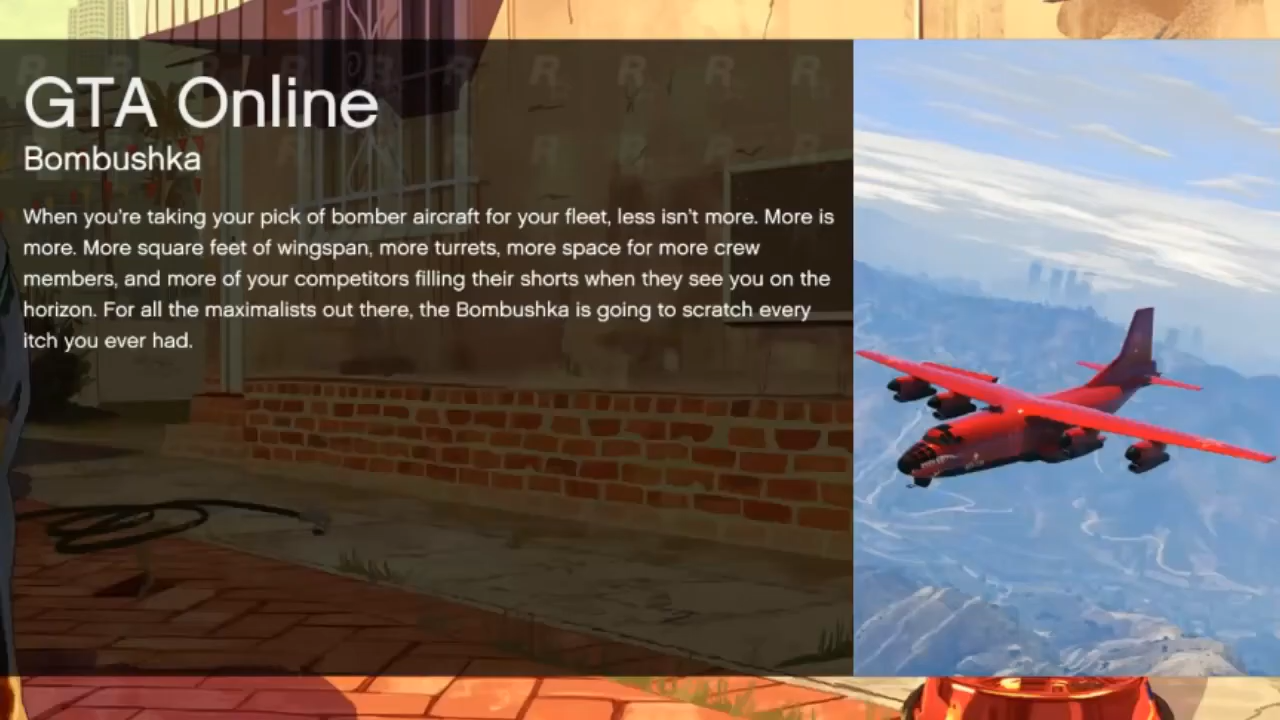 GTA Online
Bombushka
When you're taking your pick of bomber aircraft for your fleet, less isn't more. More is
more. More square feet of wingspan, more turrets, more space for more crew
members, and more of your competitors filling their shorts when they see you on the
horizon. For all the maximalists out there, the Bombushka is going to scratch every
itch you ever had.